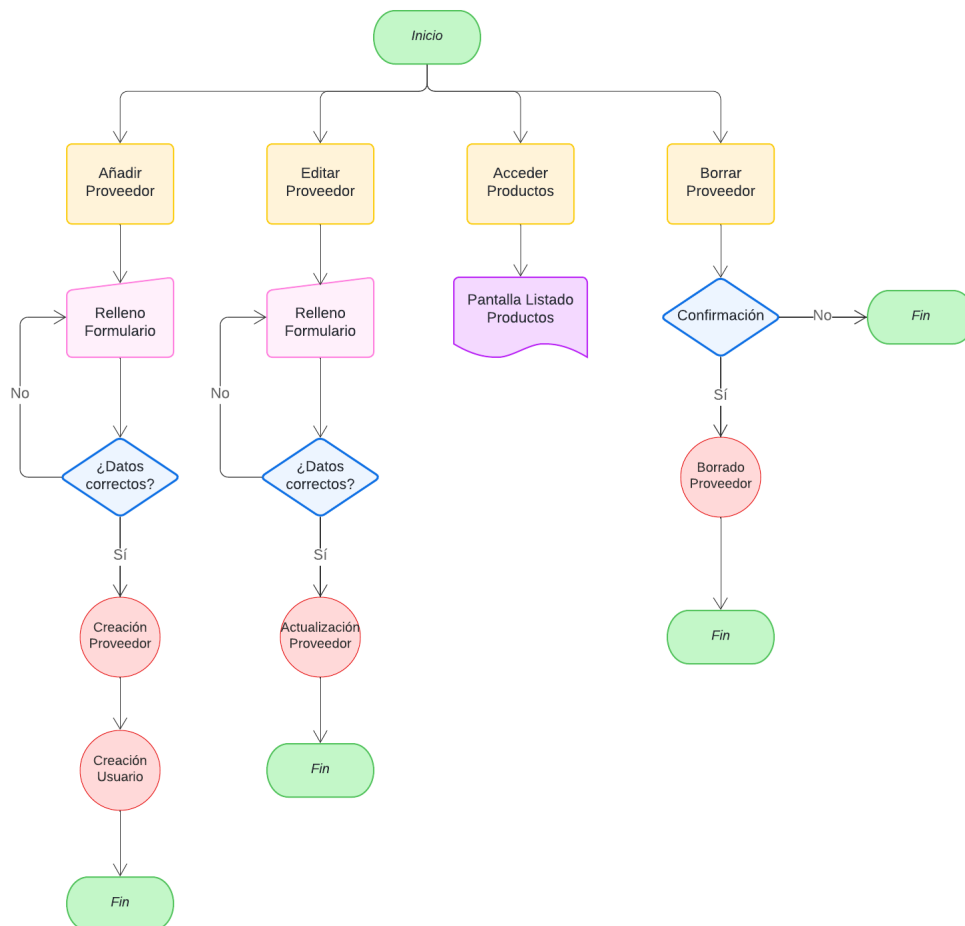 Inicio
Añadir
Proveedor
Editar
Proveedor
Acceder
Productos
Borrar
Proveedor
Relleno
Formulario
Relleno
Formulario
Pantalla Listado
Productos
Confirmación
No
Fin
No
No
Sí
¿Datos
correctos?
¿Datos
correctos?
Borrado
Proveedor
Sí
Sí
Creación
Proveedor
Actualización
Proveedor
Fin
Creación
Usuario
Fin
Fin